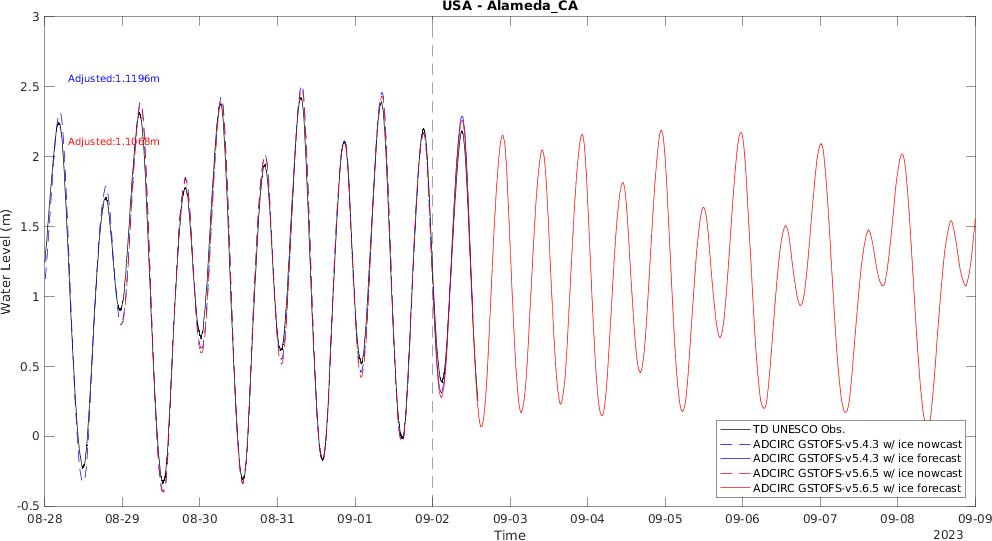 USA - Alameda_CA
3
2.5
2
1.5
1
0.5
0
-0.5
Water Level (m)
Adjusted:1.1196m
Adjusted:1.1068m
TD UNESCO Obs.
ADCIRC GSTOFS-v5.4.3 w/ ice nowcast
ADCIRC GSTOFS-v5.4.3 w/ ice forecast
ADCIRC GSTOFS-v5.6.5 w/ ice nowcast
ADCIRC GSTOFS-v5.6.5 w/ ice forecast
08-28 08-29 08-30 08-31 09-01 09-02 09-03 09-04 09-05 09-06 09-07 09-08 09-09
Time
2023